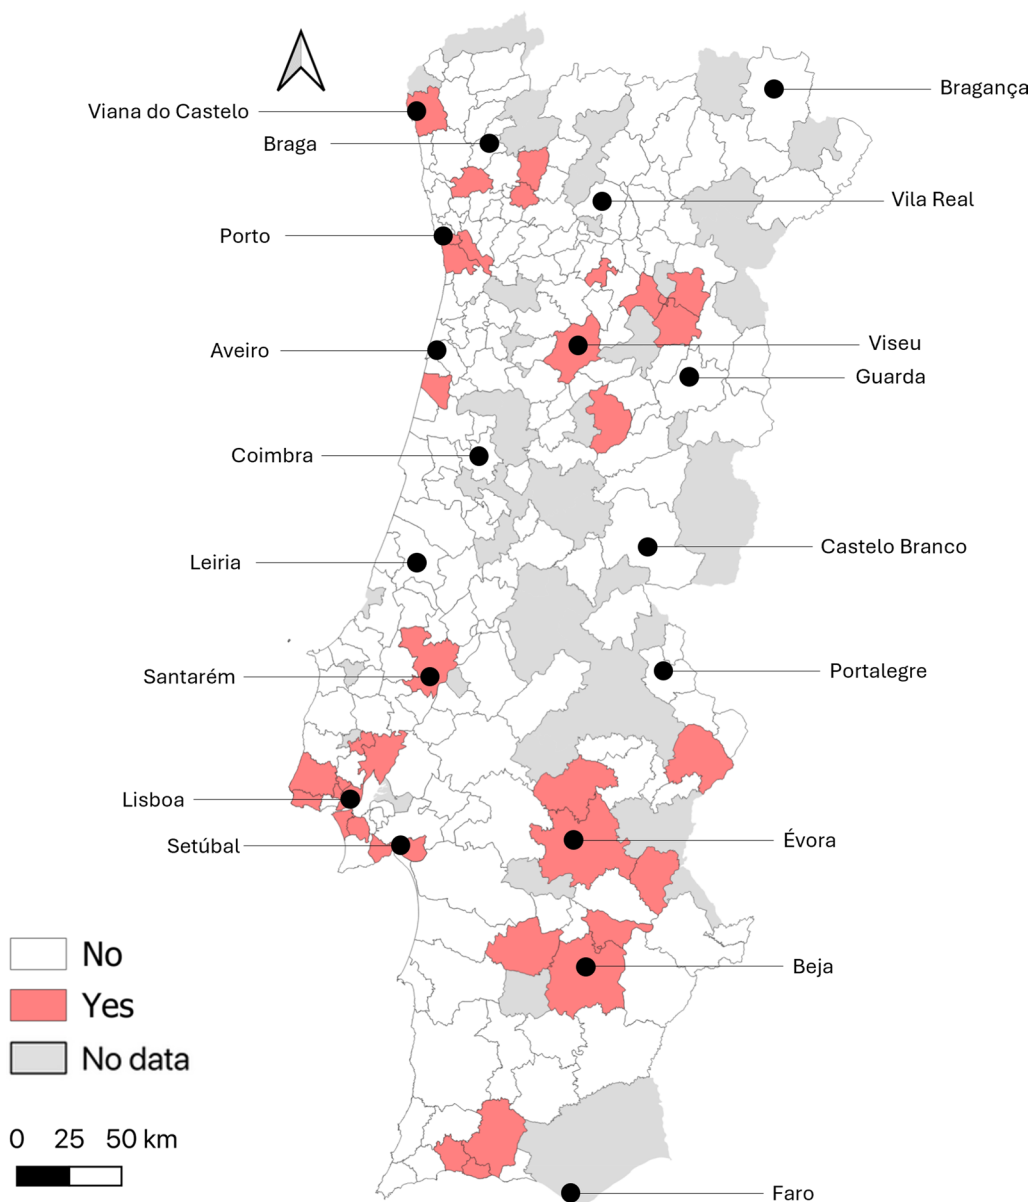 Bragança
Viana do Castelo
Braga
Vila Real
Porto
Viseu
Aveiro
Guarda
Coimbra
Castelo Branco
Leiria
Portalegre
Santarém
Lisboa
Évora
Setúbal
No
Beja
Yes
No data
0 25 50 km
Faro